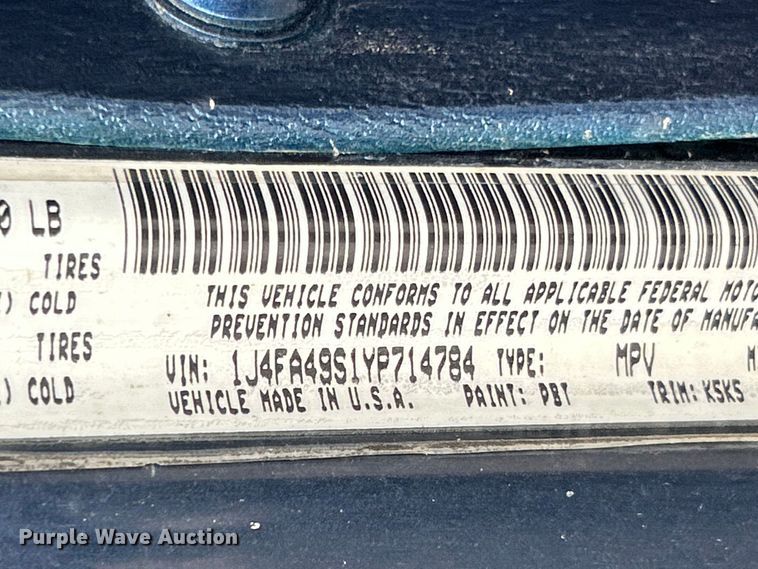 0 LB
TIRES
) COLD
TIRES
) COLD
THIS VEHICLE CONFORMS TO ALL APPLICABLE FEDERAL MOTO
PREVENTION STANDARDS IN EFFECT ON THE DATE OF MANUFA
VIN: 1J4FA49S1YP714784 TYPE: MPV M
VEHICLE MADE IN U.S.A. PAINT: PBT TRIM: K5K5
Purple Wave Auction